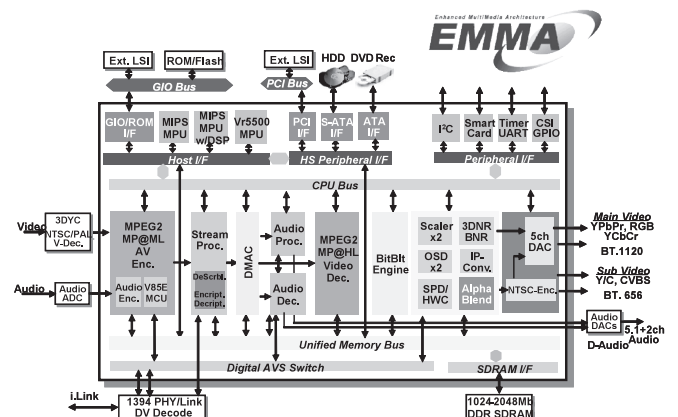 Enhanced MultiMedia Architecture
EMMA
Ext. LSI
ROM/Flash
Ext. LSI
HDD
DVD Rec
GIO Bus
PCI Bus
GIO/ROM
I/F
MIPS
MPU
MIPS
MPU
w/DSP
Vr5500
MPU
PCI
I/F
S-ATA
I/F
ATA
I/F
I²C
Smart
Card
Timer
UART
CSI
GPIO
Host I/F
HS Peripheral I/F
Peripheral I/F
CPU Bus
Video
3DYC
NTSC/PAL
V-Dec.
Audio
Audio
ADC
MPEG2
MP@ML
AV
Enc.
Audio
Enc.
V85E
MCU
Stream
Proc.
DeScrbl.
Encript.
Decript.
DMAC
Audio
Proc.
Audio
Dec.
MPEG2
MP@HL
Video
Dec.
BitBlt
Engine
Scaler
x2
OSD
x2
SPD/
HWC
3DNR
BNR
IP-
Conv.
Alpha
Blend
5ch
DAC
NTSC-Enc.
Main Video
YPbPr, RGB
YCbCr
BT.1120
Sub Video
Y/C, CVBS
BT. 656
Audio
DACs
5.1+2ch
Audio
D-Audio
Unified Memory Bus
Digital AVS Switch
SDRAM I/F
i.Link
1394 PHY/Link
DV Decode
1024-2048Mb
DDR SDRAM